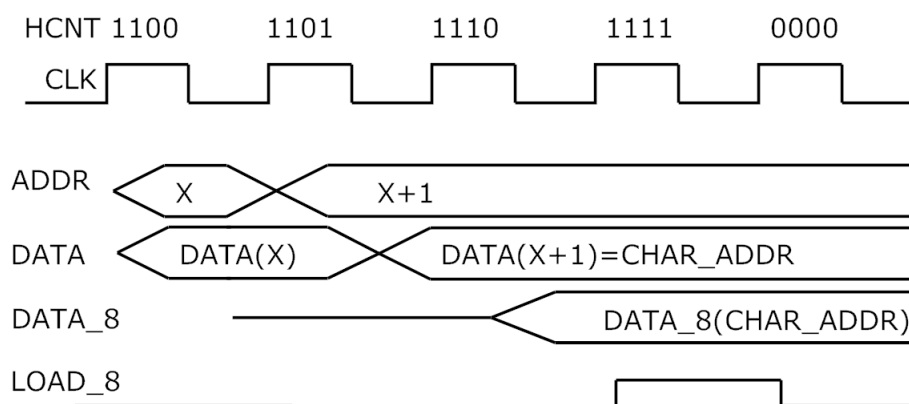 HCNT 1100 1101 1110 1111 0000
CLK
ADDR X X+1
DATA DATA(X) DATA(X+1)=CHAR_ADDR
DATA_8 DATA_8(CHAR_ADDR)
LOAD_8